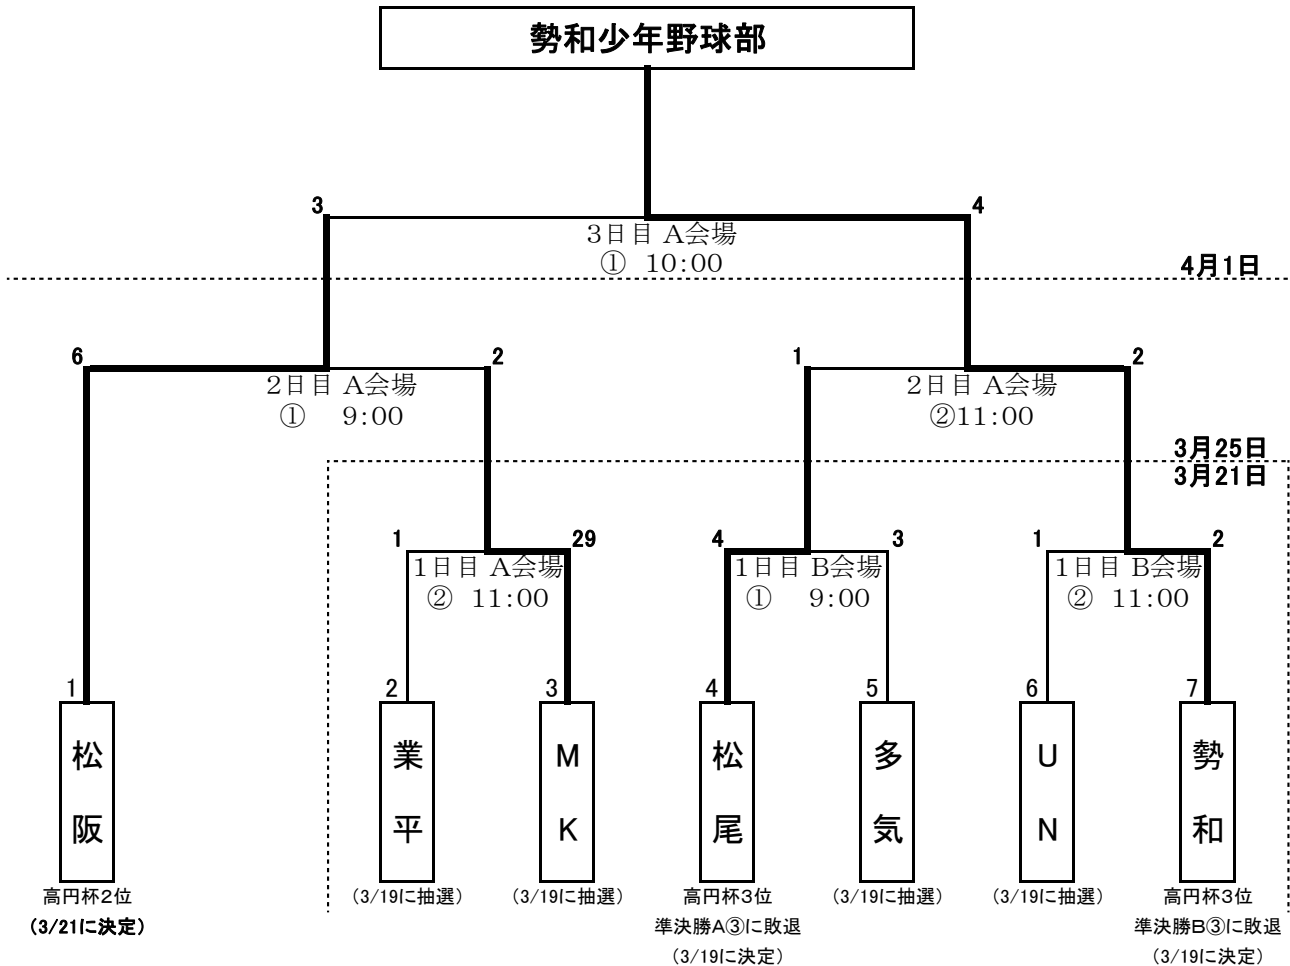 勢和少年野球部
3 4
3日目 A会場
① 10:00
4月1日
6 2 1 2
2日目 A会場 2日目 A会場
① 9:00 ②11:00
3月25日
3月21日
1 29 4 3 1 2
1日目 A会場 1日目 B会場 1日目 B会場
② 11:00 ① 9:00 ② 11:00
1 2 3 4 5 6 7
松阪 業平 MK 松尾 多気 UN 勢和
高円杯2位 (3/19に抽選) (3/19に抽選) 高円杯3位 (3/19に抽選) (3/19に抽選) 高円杯3位
(3/21に決定) 準決勝A③に敗退 準決勝B③に敗退
(3/19に決定) (3/19に決定)